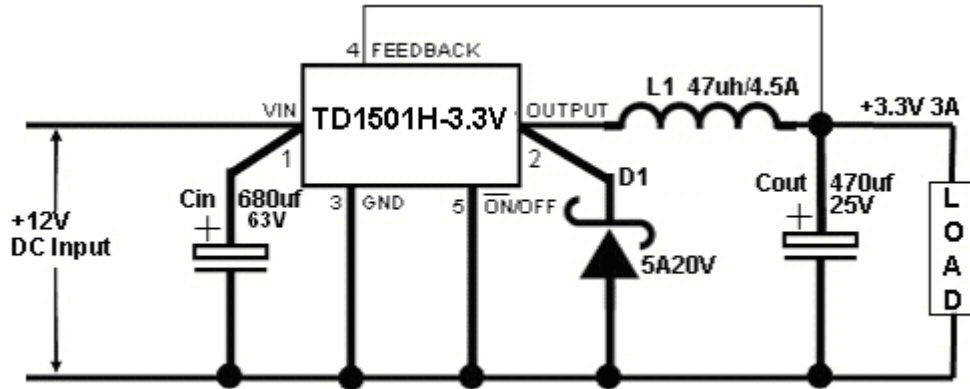 4 FEEDBACK
L1 47uh/4.5A
VIN
TD1501H-3.3V
OUTPUT
+3.3V 3A
1
2
D1
Cin
+
680uf
63V
3
GND
5
ON/OFF
Cout
+
470uf
25V
+12V
DC Input
5A20V
LOAD